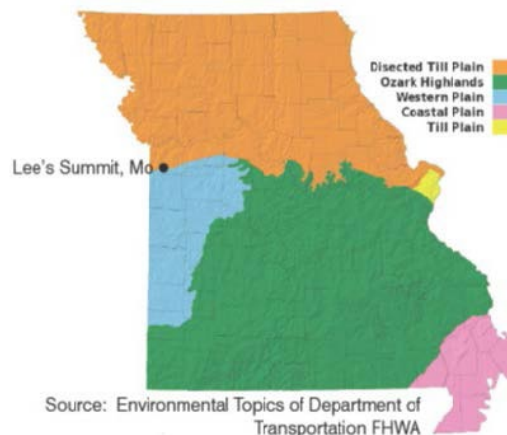 Disected Till Plain
Ozark Highlands
Western Plain
Coastal Plain
Till Plain
Lee's Summit, Mo
Source: Environmental Topics of Department of
Transportation FHWA